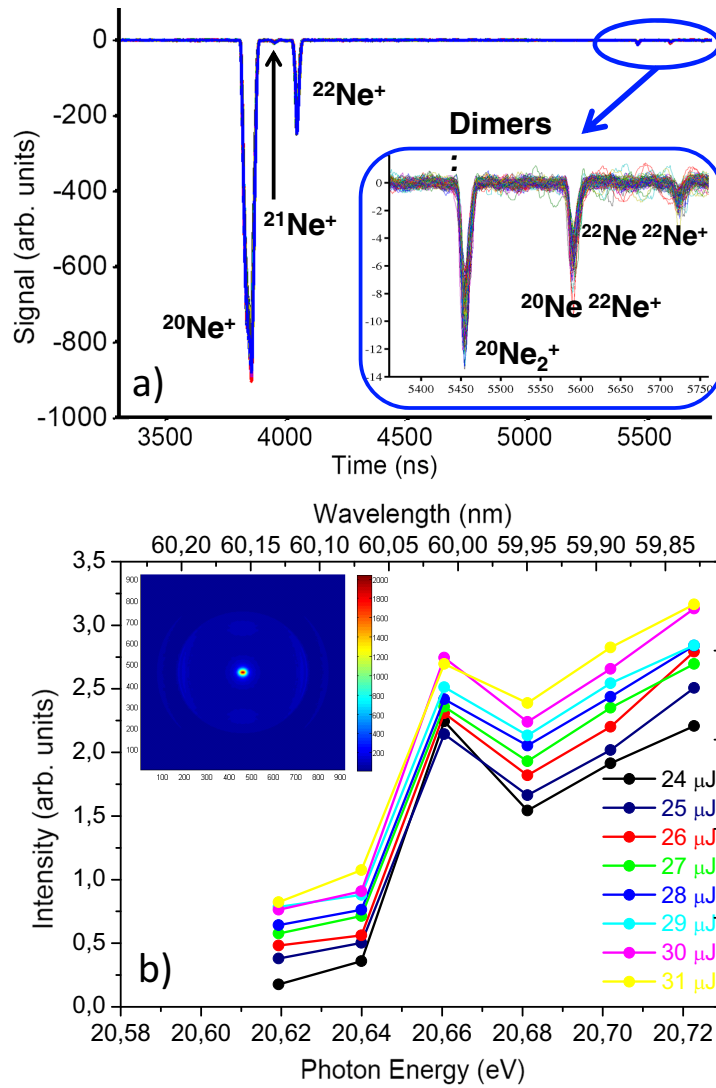 0
-200
-400
-600
-800
-1000
Signal (arb. units)
3500 4000 4500 5000 5500
Time (ns)
²⁰Ne⁺
²¹Ne⁺
²²Ne⁺
a)
Dimers
:
0
-2
-4
-6
-8
-10
-12
-14
5400 5450 5500 5550 5600 5650 5700 5750
²²Ne ²²Ne⁺
²⁰Ne ²²Ne⁺
²⁰Ne₂⁺
Wavelength (nm)
60,20 60,15 60,10 60,05 60,00 59,95 59,90 59,85
3,5
3,0
2,5
2,0
1,5
1,0
0,5
0,0
Intensity (arb. units)
900
800
700
600
500
400
300
200
100
100 200 300 400 500 600 700 800 900
2000
1800
1600
1400
1200
1000
800
600
400
200
24 μJ
25 μJ
26 μJ
27 μJ
28 μJ
29 μJ
30 μJ
31 μJ
b)
20,58 20,60 20,62 20,64 20,66 20,68 20,70 20,72
Photon Energy (eV)